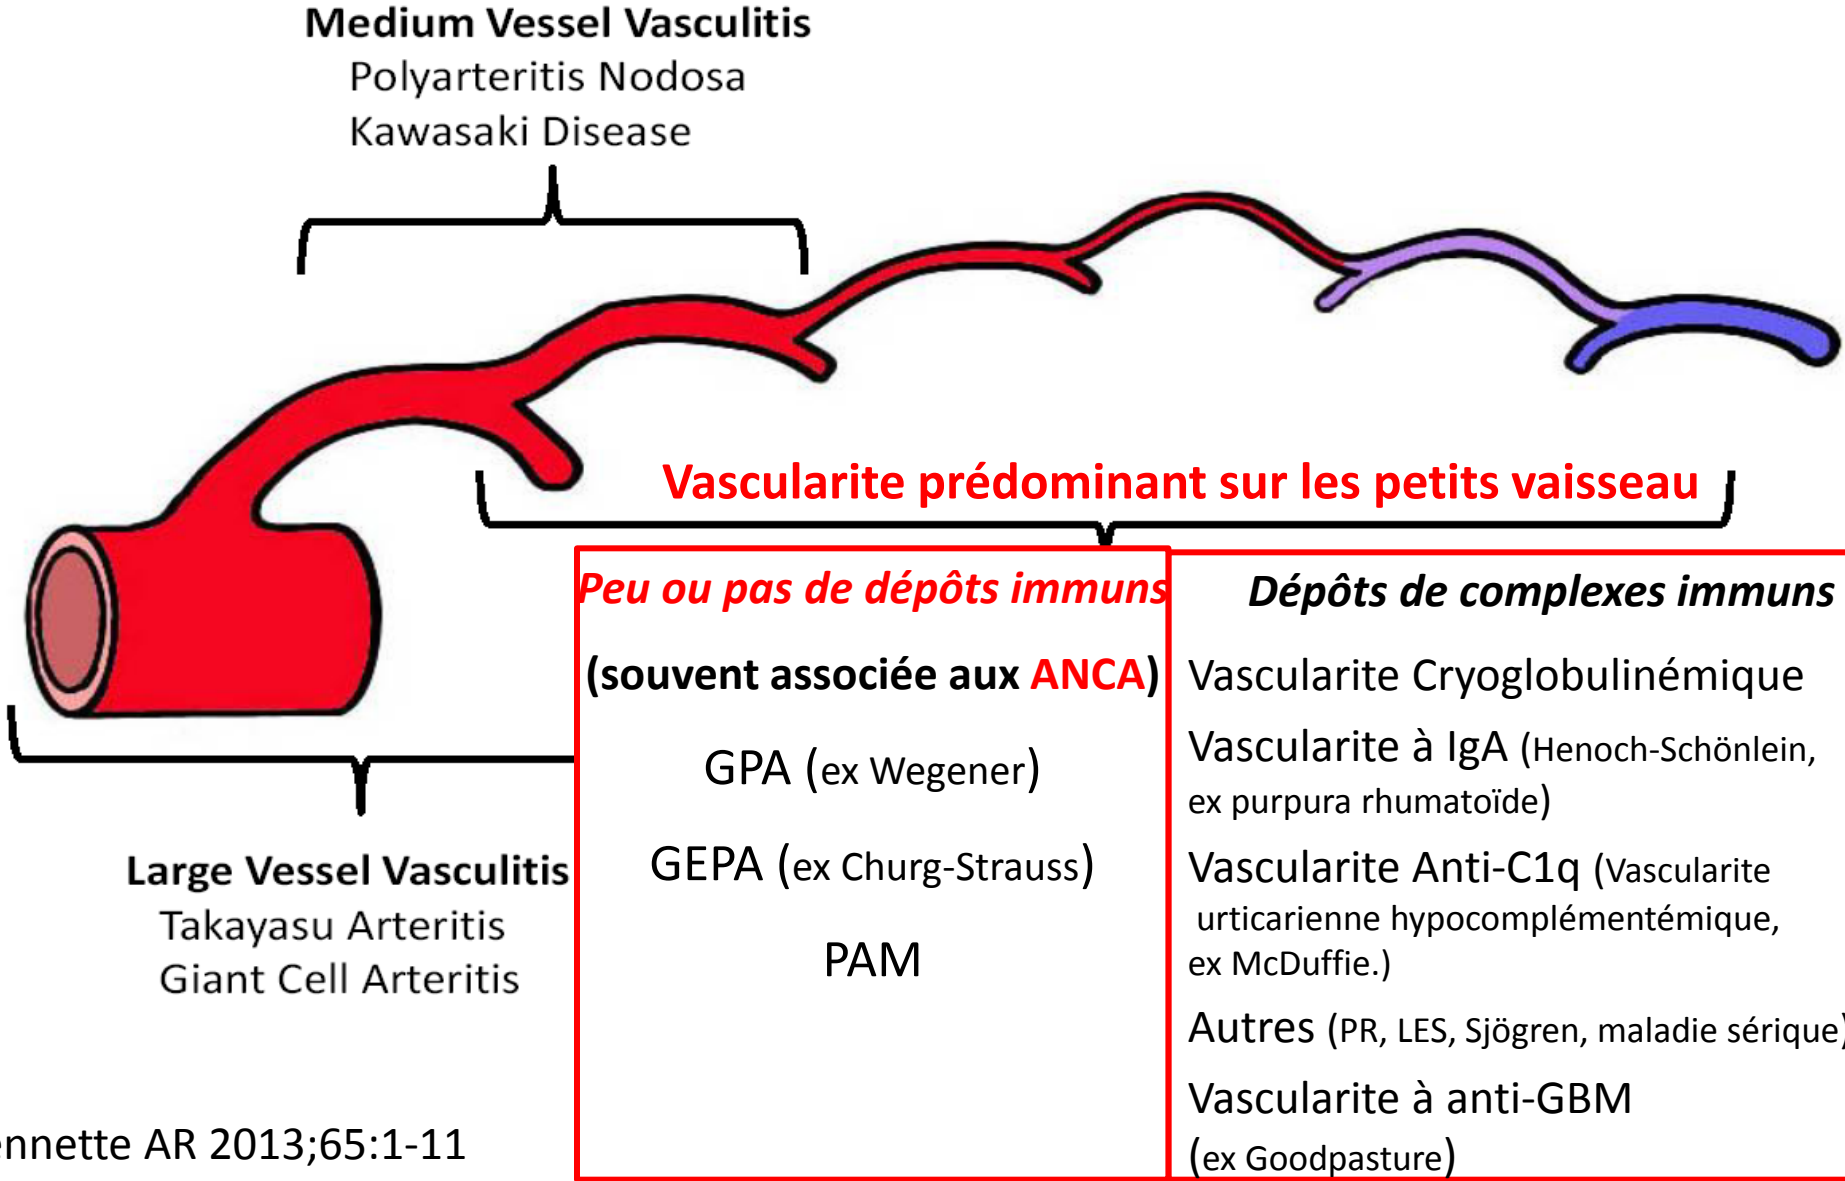 Medium Vessel Vasculitis
Polyarteritis Nodosa
Kawasaki Disease
Vascularite prédominant sur les petits vaisseau
Peu ou pas de dépôts immuns
(souvent associée aux ANCA)
GPA (ex Wegener)
GEPA (ex Churg-Strauss)
PAM
Dépôts de complexes immuns
Vascularite Cryoglobulinémique
Vascularite à IgA (Henoch-Schönlein,
ex purpura rhumatoïde)
Vascularite Anti-C1q (Vascularite
urticarienne hypocomplémentémique,
ex McDuffie.)
Autres (PR, LES, Sjögren, maladie sérique)
Vascularite à anti-GBM
(ex Goodpasture)
Large Vessel Vasculitis
Takayasu Arteritis
Giant Cell Arteritis
ennette AR 2013;65:1-11